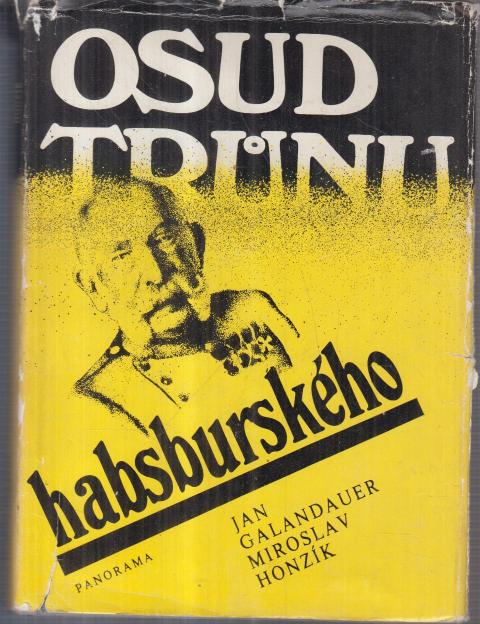 OSUD
TRŮNU
habsburského
JAN
GALANDAUER
MIROSLAV
HONZÍK
PANORAMA